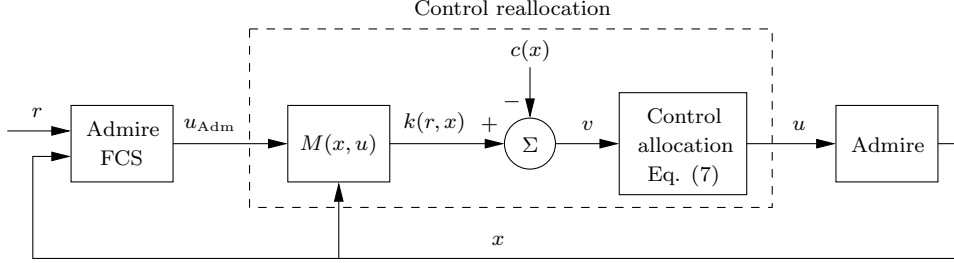 Control reallocation
c(x)
−
r
Admire
FCS
u_Adm
M(x, u)
k(r, x)
+
Σ
v
Control
allocation
Eq. (7)
u
Admire
x